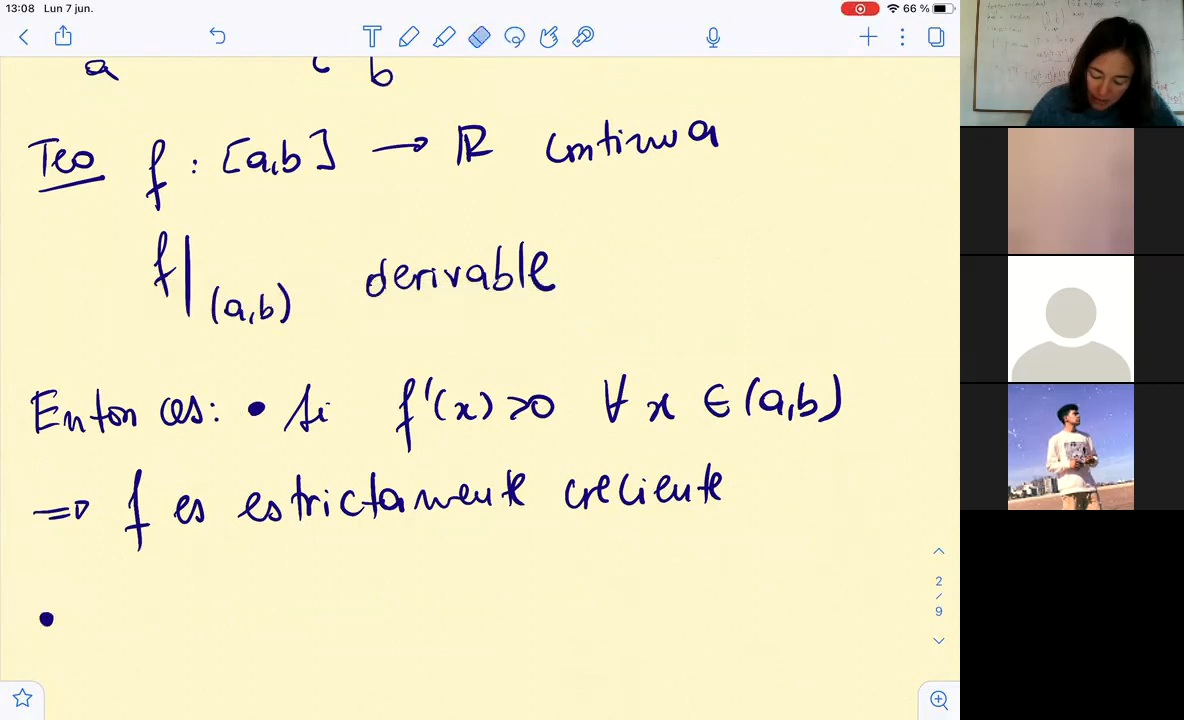 13:08 Lun 7 jun. 66 %
a c b
Teo f : [a,b] → ℝ continua
f|(a,b) derivable
Entonces: • Si f'(x) >0 ∀ x ∈ (a,b)
⇒ f es estrictamente creciente
•
2
/
9